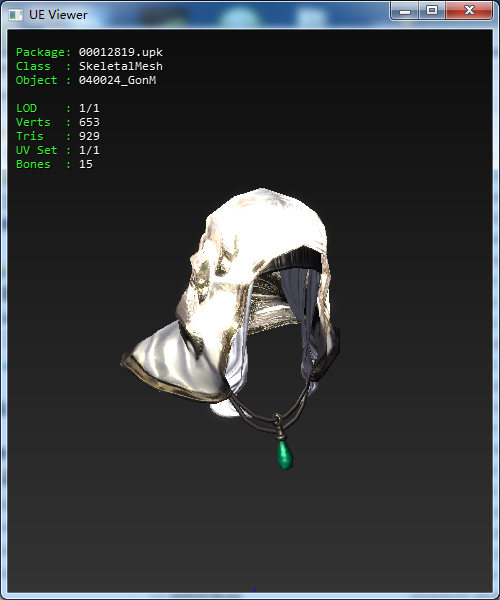 UE Viewer
Package: 00012819.upk
Class  : SkeletalMesh
Object : 040024_GonM
LOD    : 1/1
Verts  : 653
Tris   : 929
UV Set : 1/1
Bones  : 15